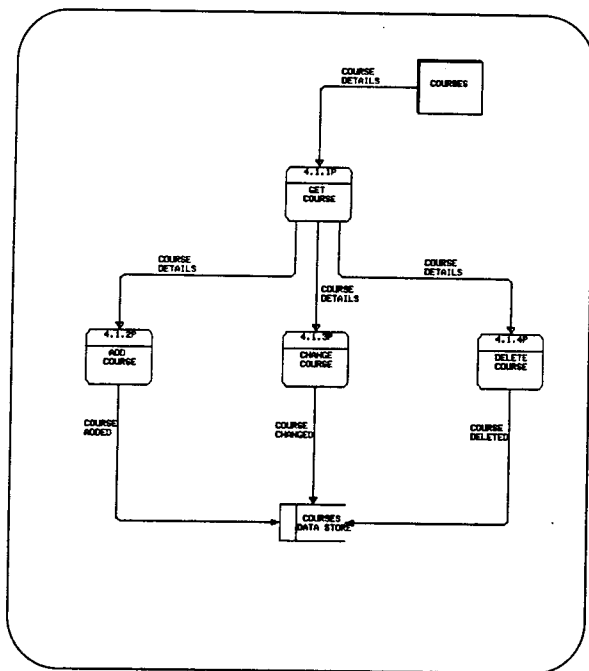 COURSE
DETAILS
COURSES
4.1.1P
GET
COURSE
COURSE
DETAILS
COURSE
DETAILS
COURSE
DETAILS
4.1.2P
ADD
COURSE
4.1.3P
CHANGE
COURSE
4.1.4P
DELETE
COURSE
COURSE
ADDED
COURSE
CHANGED
COURSE
DELETED
COURSES
DATA STORE